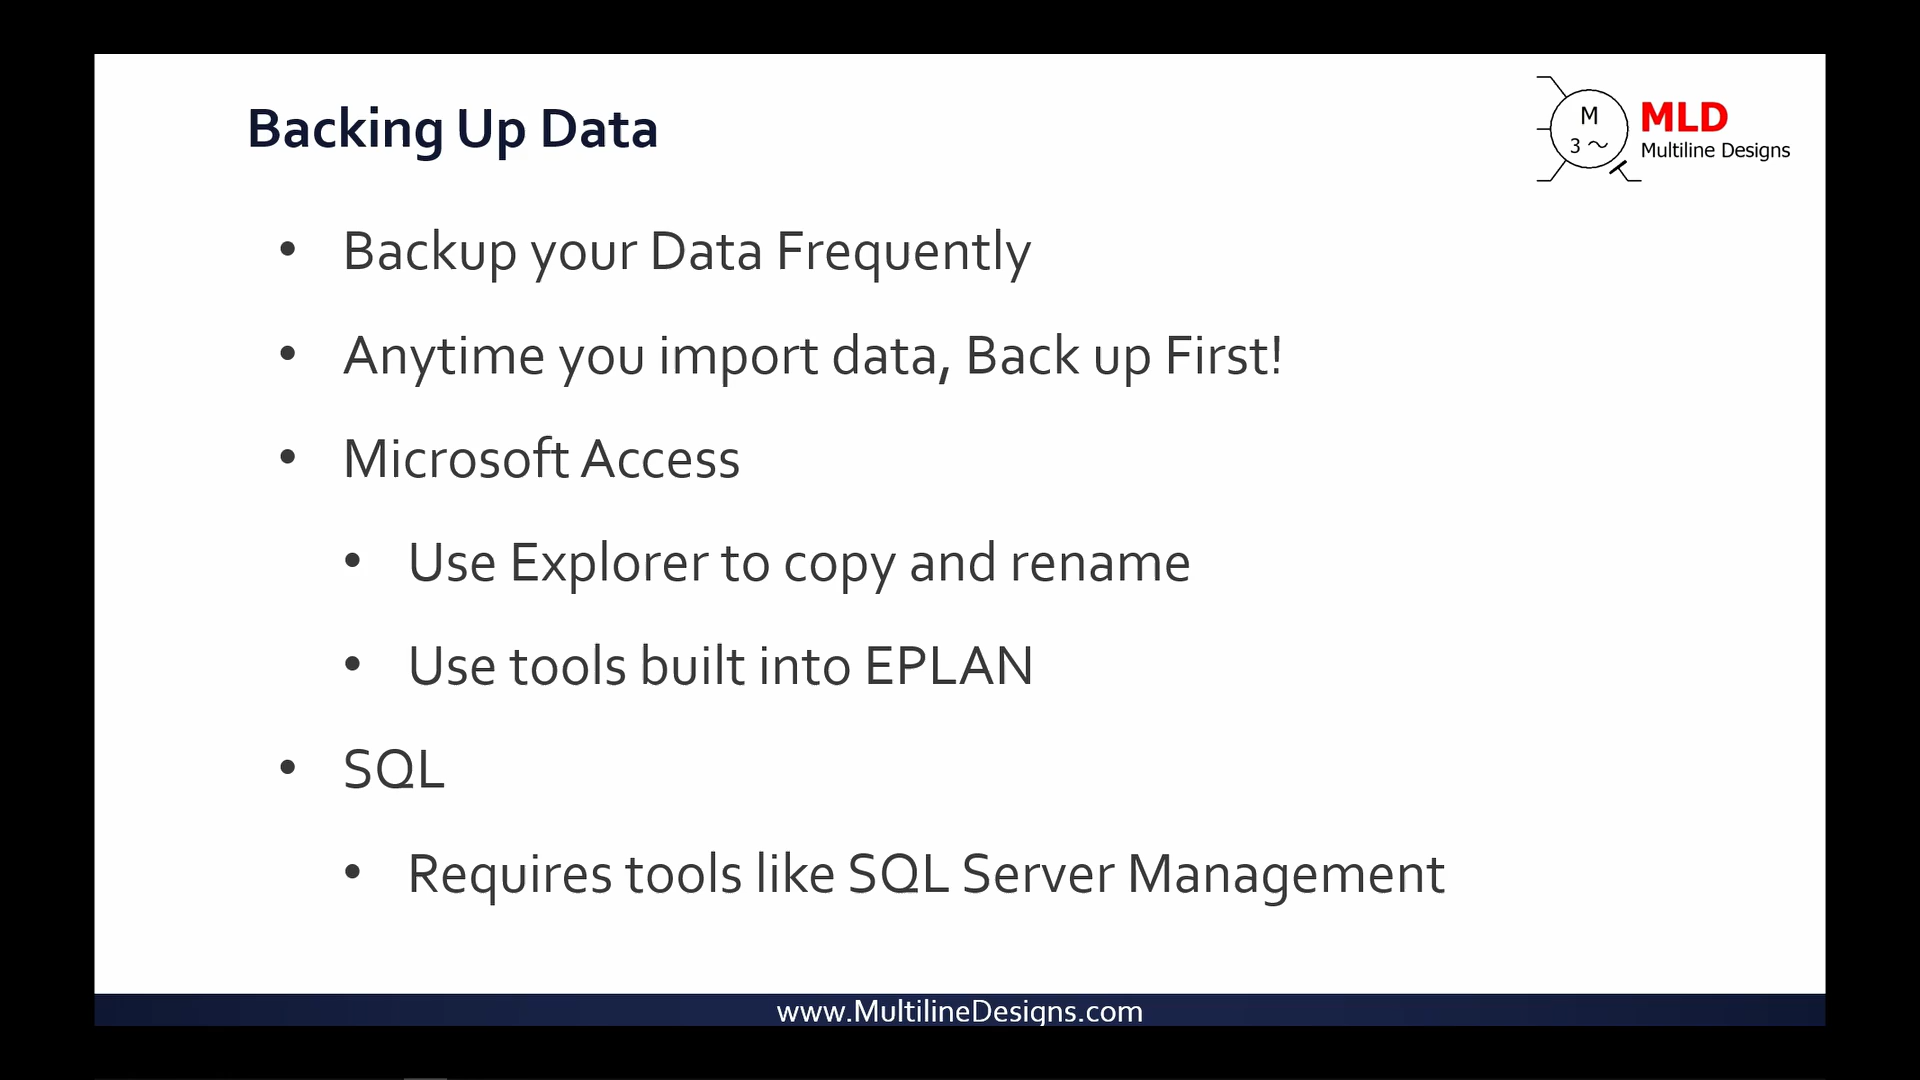 Backing Up Data
M
3 ~
MLD
Multiline Designs
• Backup your Data Frequently
• Anytime you import data, Back up First!
• Microsoft Access
• Use Explorer to copy and rename
• Use tools built into EPLAN
• SQL
• Requires tools like SQL Server Management
www.MultilineDesigns.com